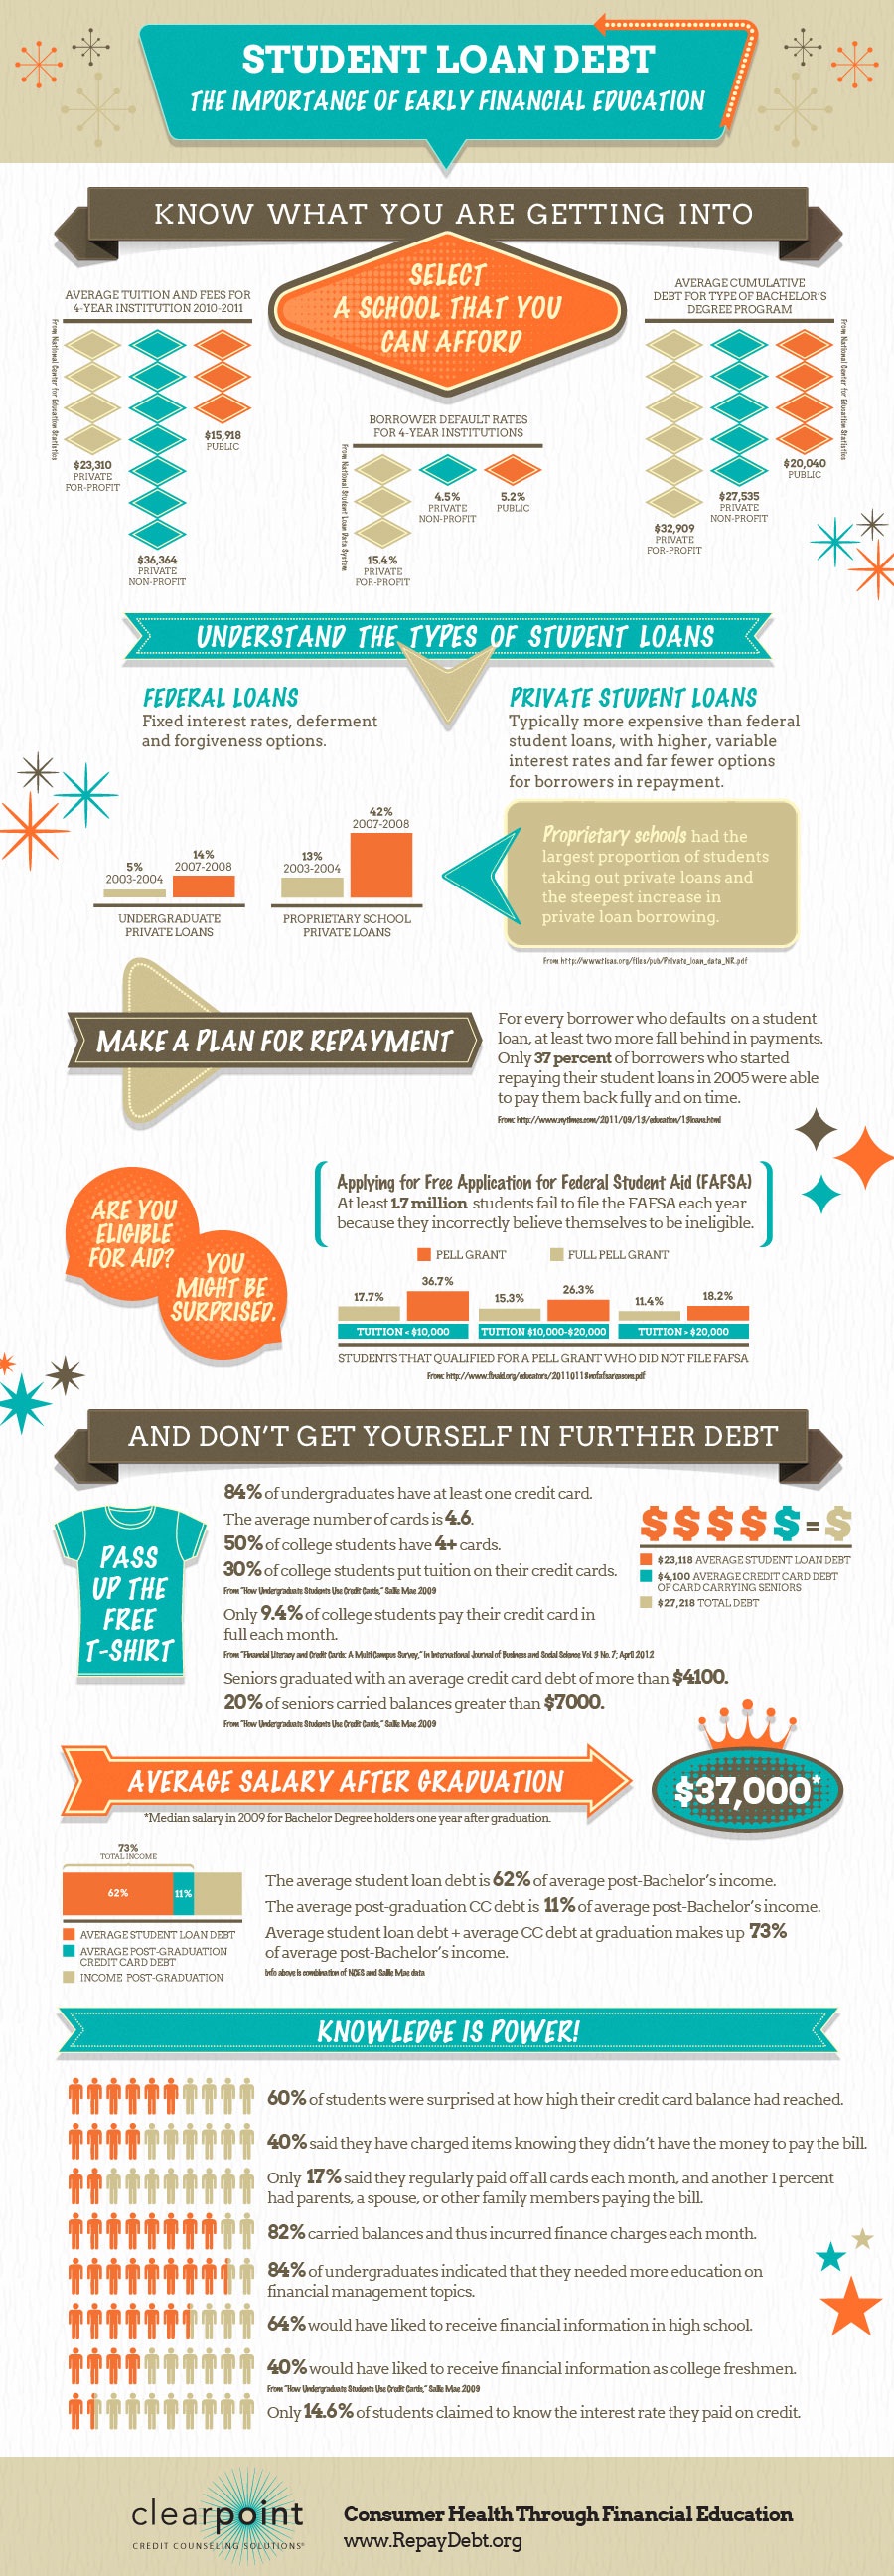 STUDENT LOAN DEBT
THE IMPORTANCE OF EARLY FINANCIAL EDUCATION
KNOW WHAT YOU ARE GETTING INTO
SELECT
A SCHOOL THAT YOU
CAN AFFORD
AVERAGE TUITION AND FEES FOR
4-YEAR INSTITUTION 2010-2011
From National Center for Education Statistics
$23,310
PRIVATE
FOR-PROFIT
$36,364
PRIVATE
NON-PROFIT
$15,918
PUBLIC
BORROWER DEFAULT RATES
FOR 4-YEAR INSTITUTIONS
From National Student Loan Data System
15.4%
PRIVATE
FOR-PROFIT
4.5%
PRIVATE
NON-PROFIT
5.2%
PUBLIC
AVERAGE CUMULATIVE
DEBT FOR TYPE OF BACHELOR'S
DEGREE PROGRAM
From National Center for Education Statistics
$32,909
PRIVATE
FOR-PROFIT
$27,535
PRIVATE
NON-PROFIT
$20,040
PUBLIC
UNDERSTAND THE TYPES OF STUDENT LOANS
FEDERAL LOANS
Fixed interest rates, deferment
and forgiveness options.
PRIVATE STUDENT LOANS
Typically more expensive than federal
student loans, with higher, variable
interest rates and far fewer options
for borrowers in repayment.
5%
2003-2004
14%
2007-2008
UNDERGRADUATE
PRIVATE LOANS
13%
2003-2004
42%
2007-2008
PROPRIETARY SCHOOL
PRIVATE LOANS
Proprietary schools had the
largest proportion of students
taking out private loans and
the steepest increase in
private loan borrowing.
From http://www.ticas.org/files/pub/Private_loan_data_NR.pdf
MAKE A PLAN FOR REPAYMENT
For every borrower who defaults on a student
loan, at least two more fall behind in payments.
Only 37 percent of borrowers who started
repaying their student loans in 2005 were able
to pay them back fully and on time.
From: http://www.nytimes.com/2011/09/13/education/13loans.html
ARE YOU
ELIGIBLE
FOR AID?
YOU
MIGHT BE
SURPRISED.
Applying for Free Application for Federal Student Aid (FAFSA)
At least 1.7 million students fail to file the FAFSA each year
because they incorrectly believe themselves to be ineligible.
PELL GRANT
FULL PELL GRANT
17.7%
36.7%
15.3%
26.3%
11.4%
18.2%
TUITION < $10,000
TUITION $10,000-$20,000
TUITION > $20,000
STUDENTS THAT QUALIFIED FOR A PELL GRANT WHO DID NOT FILE FAFSA
From: http://www.finaid.org/educators/20110118nofafsareasons.pdf
AND DON'T GET YOURSELF IN FURTHER DEBT
PASS
UP THE
FREE
T-SHIRT
84% of undergraduates have at least one credit card.
The average number of cards is 4.6.
50% of college students have 4+ cards.
30% of college students put tuition on their credit cards.
From "How Undergraduate Students Use Credit Cards," Sallie Mae 2009
Only 9.4% of college students pay their credit card in
full each month.
From "Financial Literacy and Credit Cards: A Multi Campus Survey," in International Journal of Business and Social Science Vol. 3 No. 7; April 2012
Seniors graduated with an average credit card debt of more than $4100.
20% of seniors carried balances greater than $7000.
From "How Undergraduate Students Use Credit Cards," Sallie Mae 2009
$ $ $ $ $ = $
$23,118 AVERAGE STUDENT LOAN DEBT
$4,100 AVERAGE CREDIT CARD DEBT
OF CARD CARRYING SENIORS
$27,218 TOTAL DEBT
AVERAGE SALARY AFTER GRADUATION
$37,000*
*Median salary in 2009 for Bachelor Degree holders one year after graduation.
73%
TOTAL INCOME
62%
11%
AVERAGE STUDENT LOAN DEBT
AVERAGE POST-GRADUATION
CREDIT CARD DEBT
INCOME POST-GRADUATION
The average student loan debt is 62% of average post-Bachelor's income.
The average post-graduation CC debt is 11% of average post-Bachelor's income.
Average student loan debt + average CC debt at graduation makes up 73%
of average post-Bachelor's income.
Info above is combination of NCES and Sallie Mae data
KNOWLEDGE IS POWER!
60% of students were surprised at how high their credit card balance had reached.
40% said they have charged items knowing they didn't have the money to pay the bill.
Only 17% said they regularly paid off all cards each month, and another 1 percent
had parents, a spouse, or other family members paying the bill.
82% carried balances and thus incurred finance charges each month.
84% of undergraduates indicated that they needed more education on
financial management topics.
64% would have liked to receive financial information in high school.
40% would have liked to receive financial information as college freshmen.
From "How Undergraduate Students Use Credit Cards," Sallie Mae 2009
Only 14.6% of students claimed to know the interest rate they paid on credit.
clearpoint
CREDIT COUNSELING SOLUTIONS®
Consumer Health Through Financial Education
www.RepayDebt.org